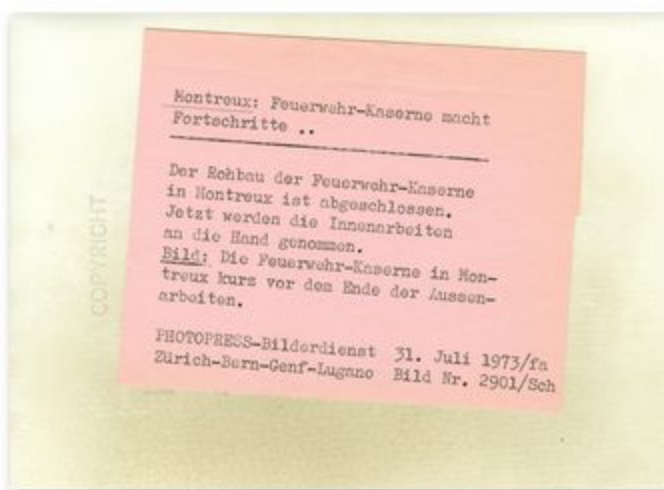 COPYRIGHT
Montreux: Feuerwehr-Kaserne macht
Fortschritte ..
Der Rohbau der Feuerwehr-Kaserne
in Montreux ist abgeschlossen.
Jetzt werden die Innenarbeiten
an die Hand genommen.
Bild: Die Feuerwehr-Kaserne in Mon-
treux kurz vor dem Ende der Aussen-
arbeiten.
PHOTOPRESS-Bilderdienst 31. Juli 1973/fa
Zürich-Bern-Genf-Lugano Bild Nr. 2901/Sch